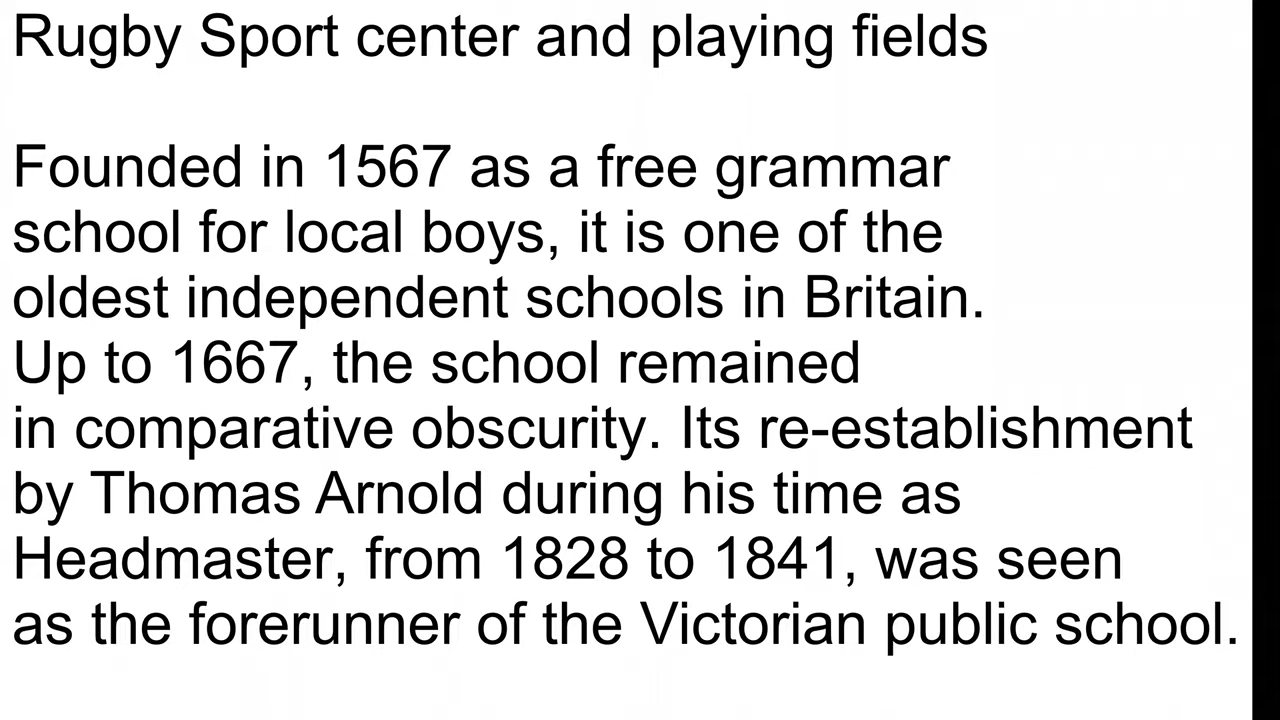 Rugby Sport center and playing fields
Founded in 1567 as a free grammar
school for local boys, it is one of the
oldest independent schools in Britain.
Up to 1667, the school remained
in comparative obscurity. Its re-establishment
by Thomas Arnold during his time as
Headmaster, from 1828 to 1841, was seen
as the forerunner of the Victorian public school.